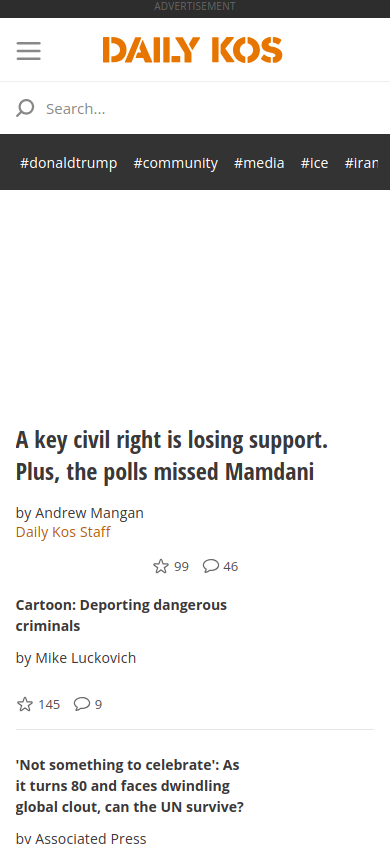 ADVERTISEMENT
DAILY KOS
Search...
#donaldtrump #community #media #ice #iran
A key civil right is losing support.
Plus, the polls missed Mamdani
by Andrew Mangan
Daily Kos Staff
99 46
Cartoon: Deporting dangerous
criminals
by Mike Luckovich
145 9
'Not something to celebrate': As
it turns 80 and faces dwindling
global clout, can the UN survive?
by Associated Press